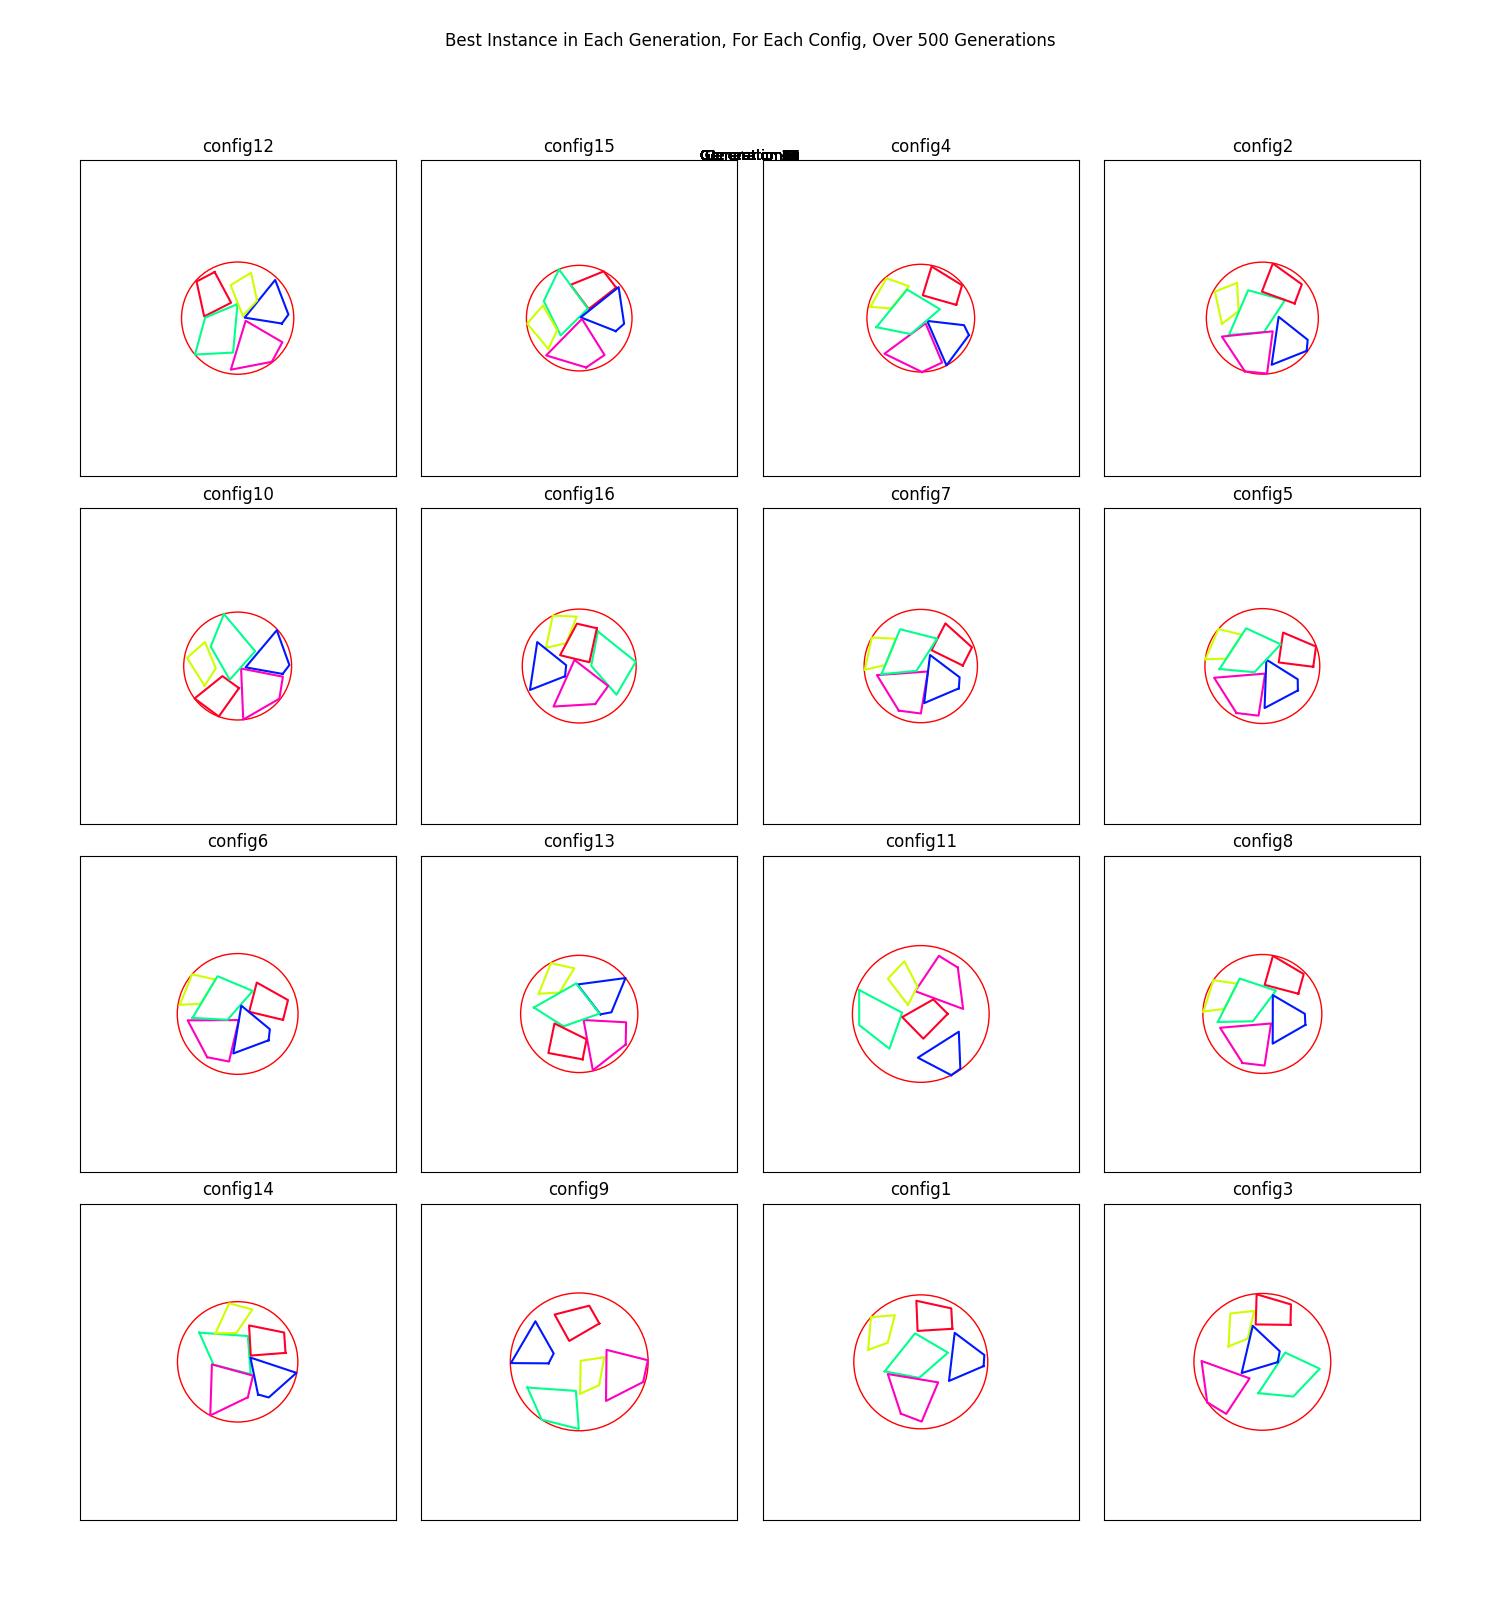 Best Instance in Each Generation, For Each Config, Over 500 Generations
config12
config15
config4
config2
config10
config16
config7
config5
config6
config13
config11
config8
config14
config9
config1
config3